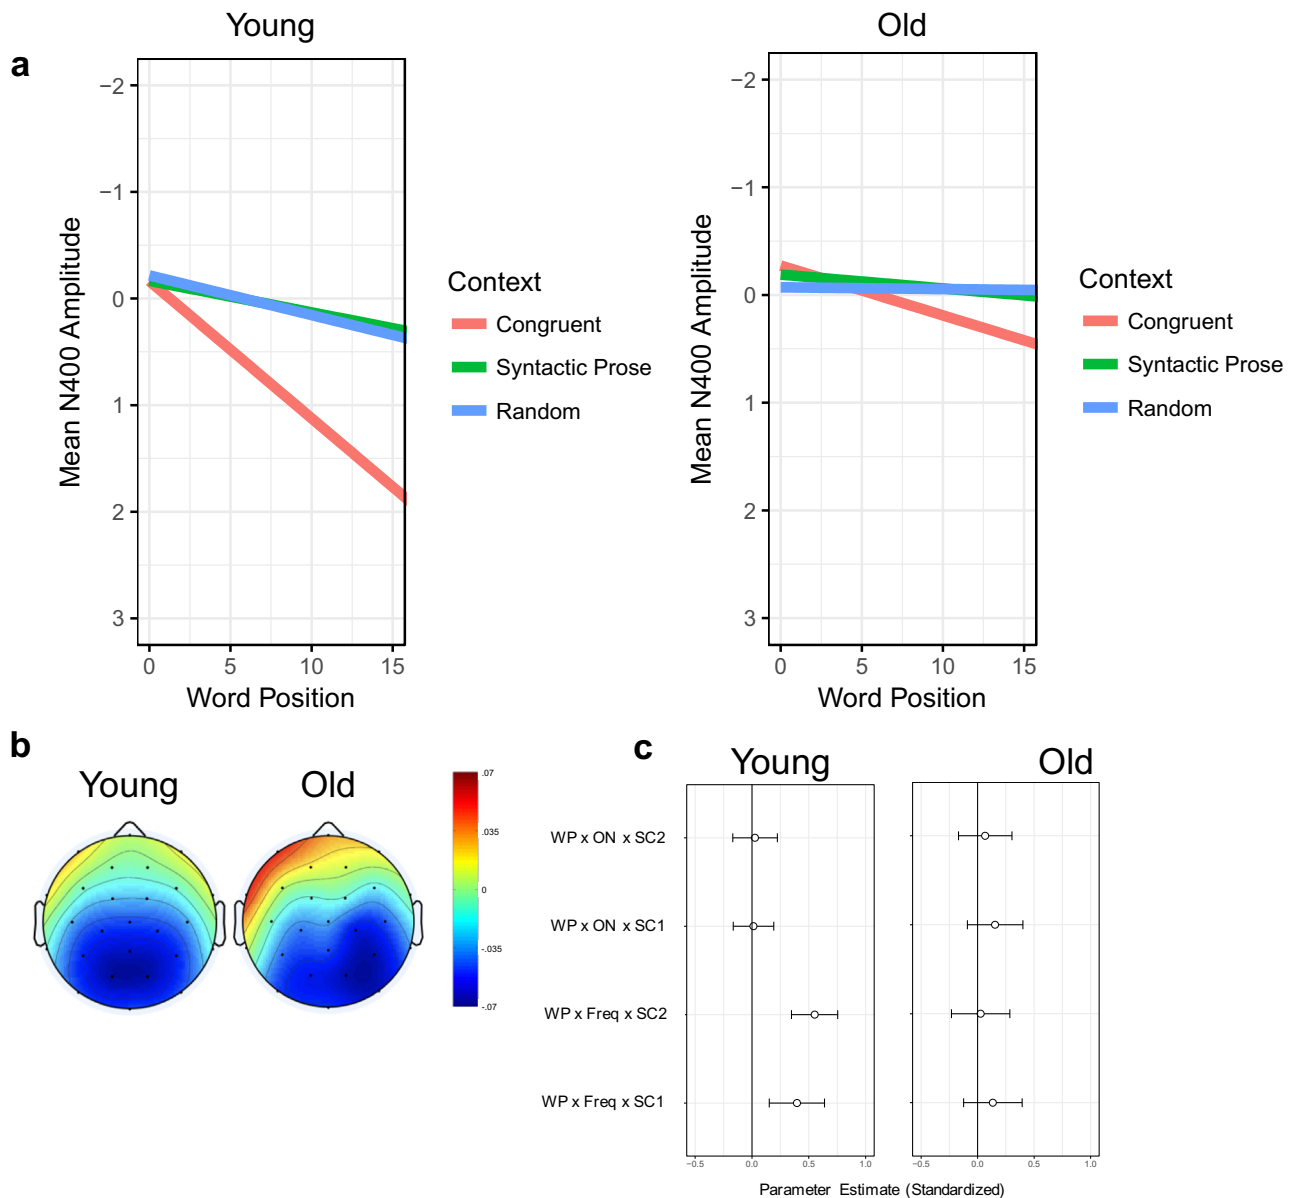 Young
Old
a
−2
−1
0
1
2
3
Mean N400 Amplitude
0
5
10
15
Word Position
Context
Congruent
Syntactic Prose
Random
−2
−1
0
1
2
3
Mean N400 Amplitude
0
5
10
15
Word Position
Context
Congruent
Syntactic Prose
Random
b
Young
Old
.07
.035
0
-.035
-.07
c
Young
Old
WP x ON x SC2
WP x ON x SC1
WP x Freq x SC2
WP x Freq x SC1
−0.5
0.0
0.5
1.0
−0.5
0.0
0.5
1.0
Parameter Estimate (Standardized)